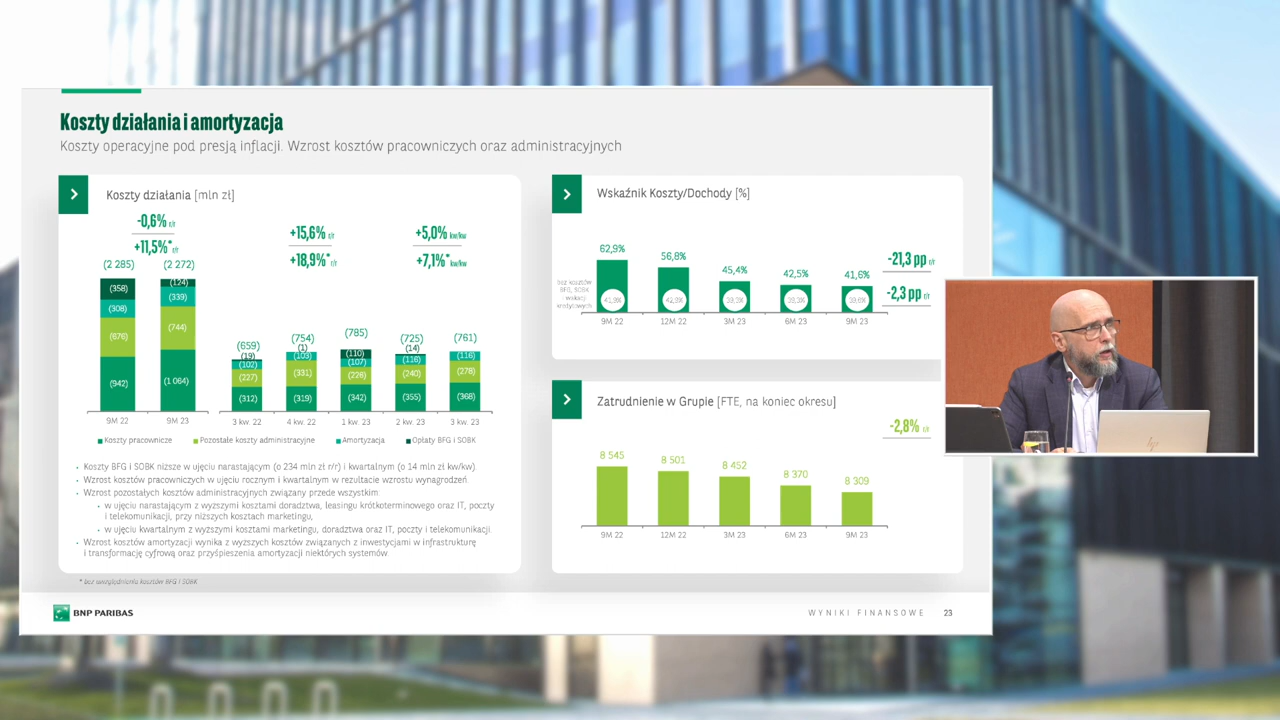 Koszty działania i amortyzacja
Koszty operacyjne pod presją inflacji. Wzrost kosztów pracowniczych oraz administracyjnych
Koszty działania [mln zł]
-0,6% r/r
+11,5%* r/r
+15,6% r/r
+18,9%* r/r
+5,0% kw/kw
+7,1%* kw/kw
(2 285) (2 272)
(358) (124)
(308) (339)
(676) (744)
(942) (1 064)
9M 22 9M 23
(659) (754) (785) (725) (761)
(19) (1) (110) (14)
(102) (103) (107) (116) (116)
(227) (331) (226) (240) (278)
(312) (319) (342) (355) (368)
3 kw. 22 4 kw. 22 1 kw. 23 2 kw. 23 3 kw. 23
Koszty pracownicze Pozostałe koszty administracyjne Amortyzacja Opłaty BFG i SOBK
• Koszty BFG i SOBK niższe w ujęciu narastającym (o 234 mln zł r/r) i kwartalnym (o 14 mln zł kw/kw).
• Wzrost kosztów pracowniczych w ujęciu rocznym i kwartalnym w rezultacie wzrostu wynagrodzeń.
• Wzrost pozostałych kosztów administracyjnych związany przede wszystkim:
• w ujęciu narastającym z wyższymi kosztami doradztwa, leasingu krótkoterminowego oraz IT, poczty
i telekomunikacji, przy niższych kosztach marketingu,
• w ujęciu kwartalnym z wyższymi kosztami marketingu, doradztwa oraz IT, poczty i telekomunikacji.
• Wzrost kosztów amortyzacji wynika z wyższych kosztów związanych z inwestycjami w infrastrukturę
i transformację cyfrową oraz przyśpieszenia amortyzacji niektórych systemów.
* bez uwzględnienia kosztów BFG i SOBK
Wskaźnik Koszty/Dochody [%]
62,9% 56,8% 45,4% 42,5% 41,6%
-21,3 pp r/r
-2,3 pp r/r
bez kosztów
BFG, SOBK
i wakacji
kredytowych
9M 22 12M 22 3M 23 6M 23 9M 23
Zatrudnienie w Grupie [FTE, na koniec okresu]
-2,8% r/r
8 545 8 501 8 452 8 370 8 309
9M 22 12M 22 3M 23 6M 23 9M 23
BNP PARIBAS
WYNIKI FINANSOWE 23